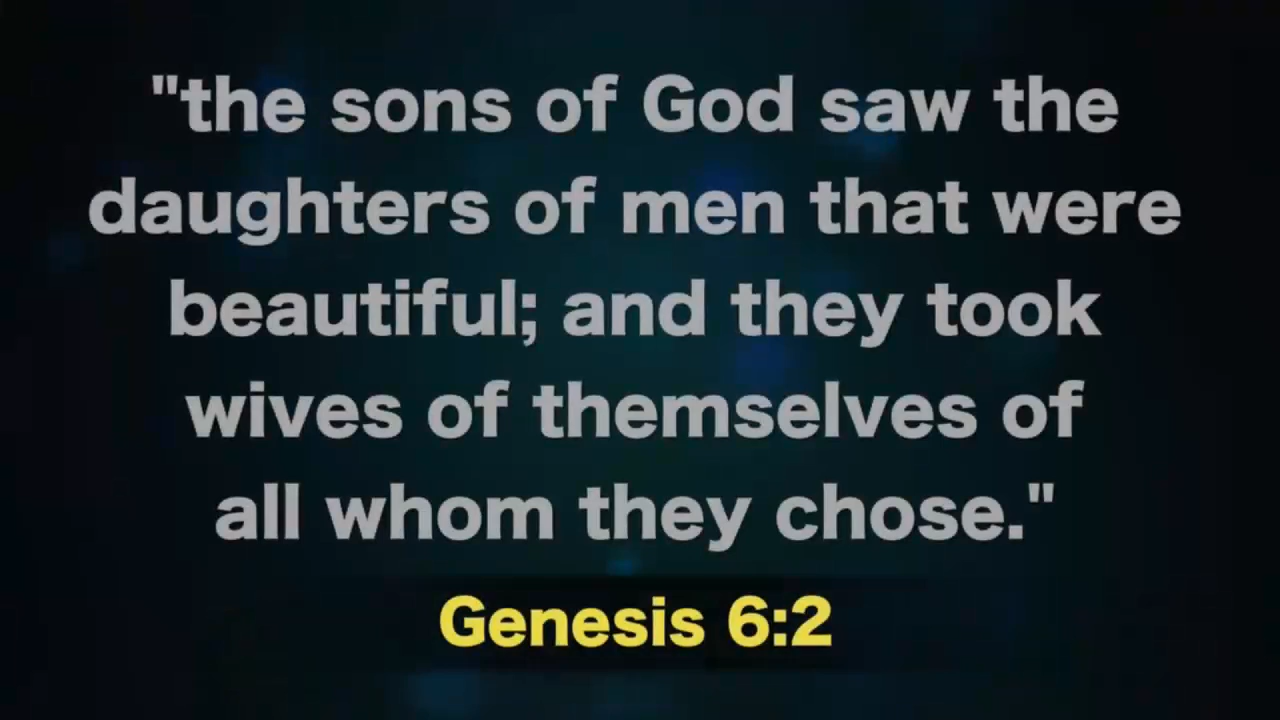 "the sons of God saw the
daughters of men that were
beautiful; and they took
wives of themselves of
all whom they chose."
Genesis 6:2